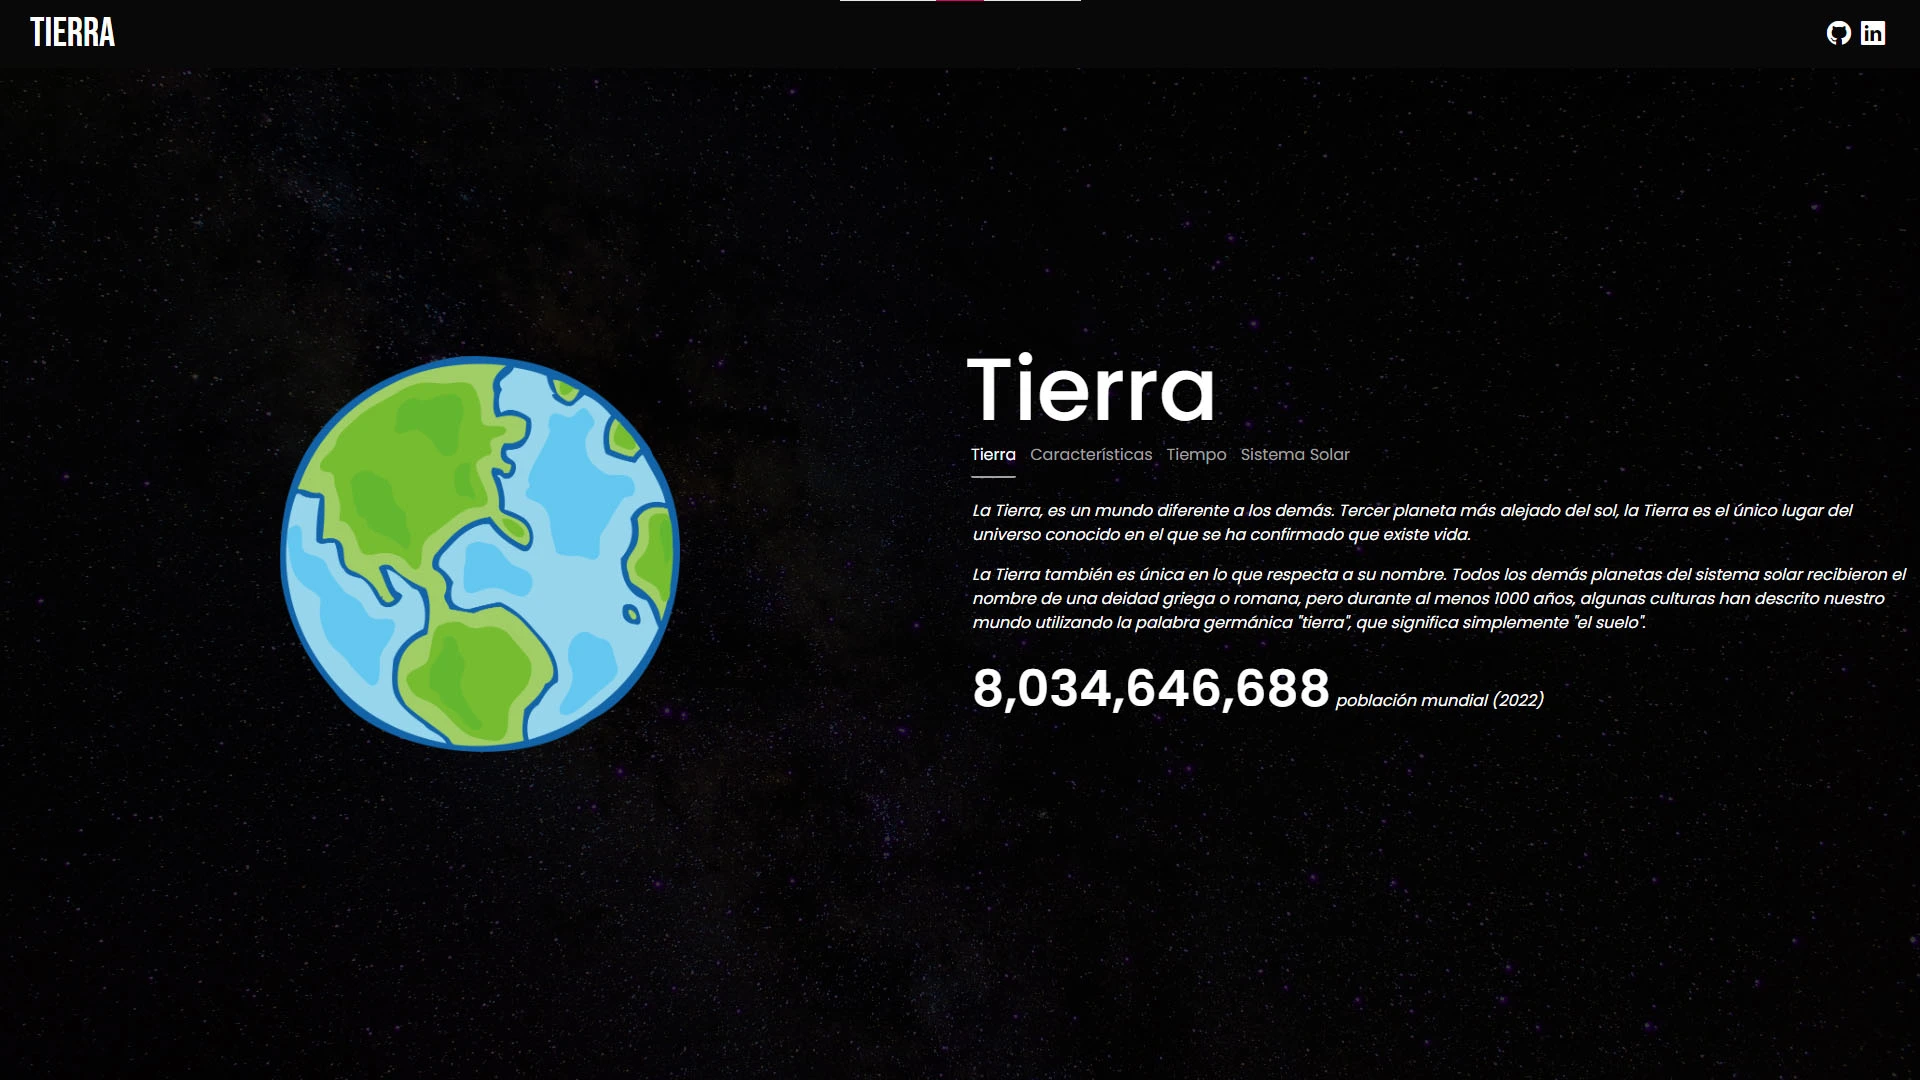 TIERRA
Tierra
Tierra Características Tiempo Sistema Solar
La Tierra, es un mundo diferente a los demás. Tercer planeta más alejado del sol, la Tierra es el único lugar del
universo conocido en el que se ha confirmado que existe vida.
La Tierra también es única en lo que respecta a su nombre. Todos los demás planetas del sistema solar recibieron el
nombre de una deidad griega o romana, pero durante al menos 1000 años, algunas culturas han descrito nuestro
mundo utilizando la palabra germánica "tierra", que significa simplemente "el suelo".
8,034,646,688 población mundial (2022)